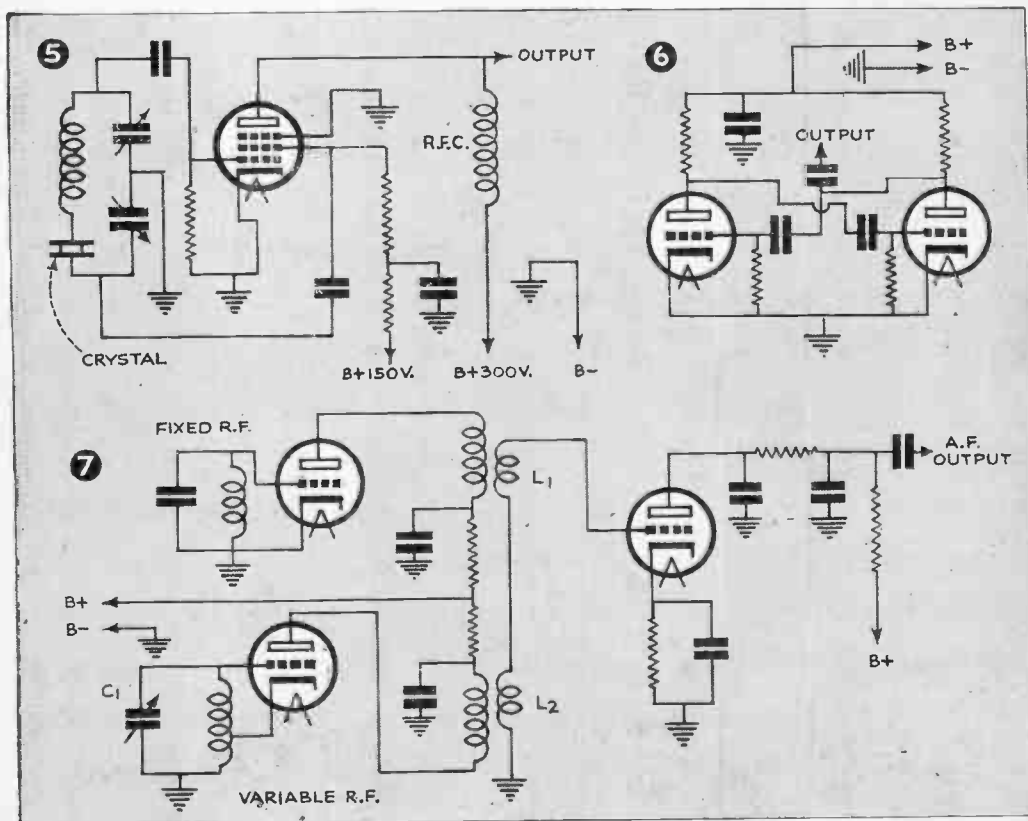 5
OUTPUT
R.F.C.
CRYSTAL
B+150V.
B+300V.
B-
6
B+
B-
OUTPUT
7
FIXED R.F.
L1
A.F.
OUTPUT
B+
B-
B+
C1
L2
VARIABLE R.F.